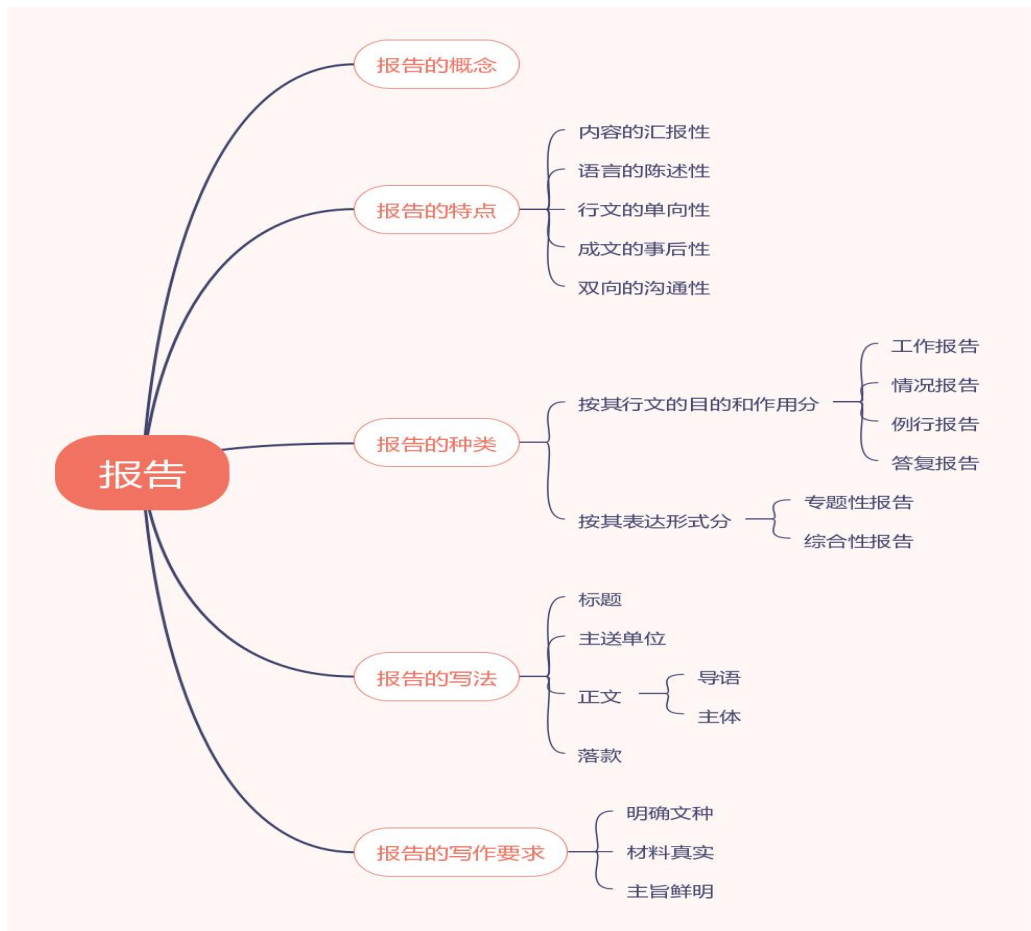 报告
报告的概念
报告的特点
内容的汇报性
语言的陈述性
行文的单向性
成文的事后性
双向的沟通性
报告的种类
按其行文的目的和作用分
工作报告
情况报告
例行报告
答复报告
按其表达形式分
专题性报告
综合性报告
报告的写法
标题
主送单位
正文
导语
主体
落款
报告的写作要求
明确文种
材料真实
主旨鲜明